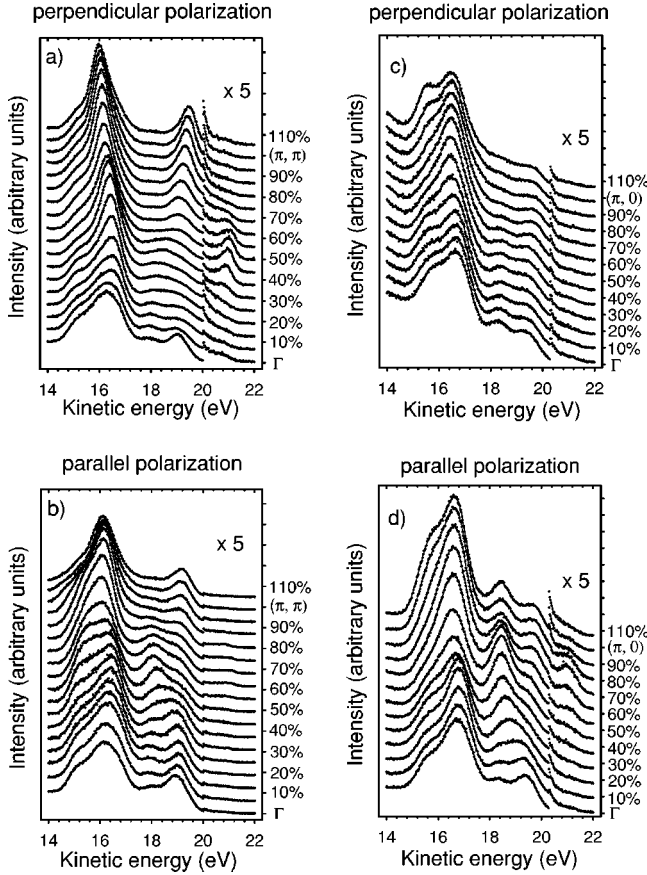 perpendicular polarization
a)
x 5
Intensity (arbitrary units)
110%
(π, π)
90%
80%
70%
60%
50%
40%
30%
20%
10%
Γ
14 16 18 20 22
Kinetic energy (eV)
perpendicular polarization
c)
x 5
Intensity (arbitrary units)
110%
(π, 0)
90%
80%
70%
60%
50%
40%
30%
20%
10%
Γ
14 16 18 20 22
Kinetic energy (eV)
parallel polarization
b)
x 5
Intensity (arbitrary units)
110%
(π, π)
90%
80%
70%
60%
50%
40%
30%
20%
10%
Γ
14 16 18 20 22
Kinetic energy (eV)
parallel polarization
d)
x 5
Intensity (arbitrary units)
110%
(π, 0)
90%
80%
70%
60%
50%
40%
30%
20%
10%
Γ
14 16 18 20 22
Kinetic energy (eV)